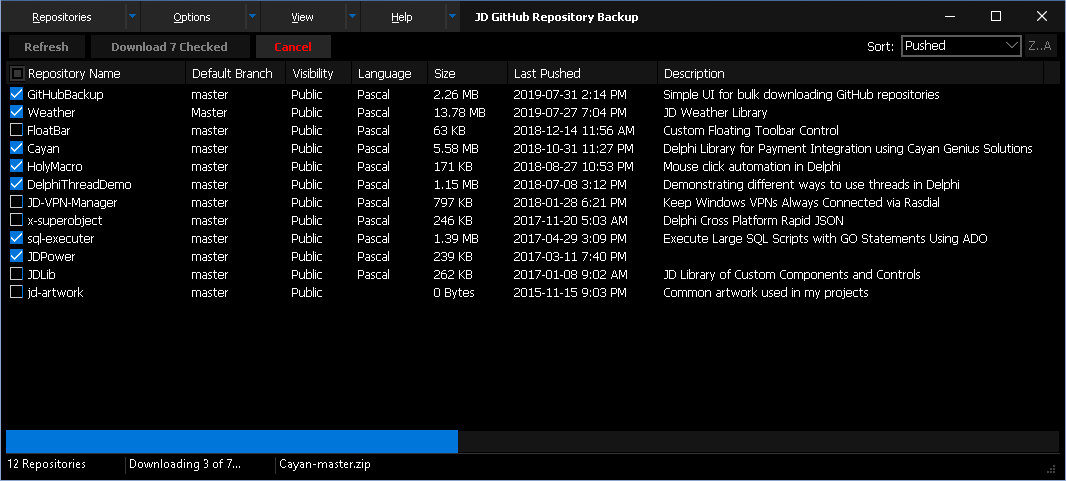 Repositories Options View Help JD GitHub Repository Backup
Refresh Download 7 Checked Cancel Sort: Pushed Z..A
Repository Name Default Branch Visibility Language Size Last Pushed Description
GitHubBackup master Public Pascal 2.26 MB 2019-07-31 2:14 PM Simple UI for bulk downloading GitHub repositories
Weather Master Public Pascal 13.78 MB 2019-07-27 7:04 PM JD Weather Library
FloatBar master Public Pascal 63 KB 2018-12-14 11:56 AM Custom Floating Toolbar Control
Cayan master Public Pascal 5.58 MB 2018-10-31 11:27 PM Delphi Library for Payment Integration using Cayan Genius Solutions
HolyMacro master Public Pascal 171 KB 2018-08-27 10:53 PM Mouse click automation in Delphi
DelphiThreadDemo master Public Pascal 1.15 MB 2018-07-08 3:12 PM Demonstrating different ways to use threads in Delphi
JD-VPN-Manager master Public Pascal 797 KB 2018-01-28 6:21 PM Keep Windows VPNs Always Connected via Rasdial
x-superobject master Public Pascal 246 KB 2017-11-20 5:03 AM Delphi Cross Platform Rapid JSON
sql-executer master Public Pascal 1.39 MB 2017-04-29 3:09 PM Execute Large SQL Scripts with GO Statements Using ADO
JDPower master Public Pascal 239 KB 2017-03-11 7:40 PM
JDLib master Public Pascal 262 KB 2017-01-08 9:02 AM JD Library of Custom Components and Controls
jd-artwork master Public 0 Bytes 2015-11-15 9:03 PM Common artwork used in my projects
12 Repositories Downloading 3 of 7... Cayan-master.zip